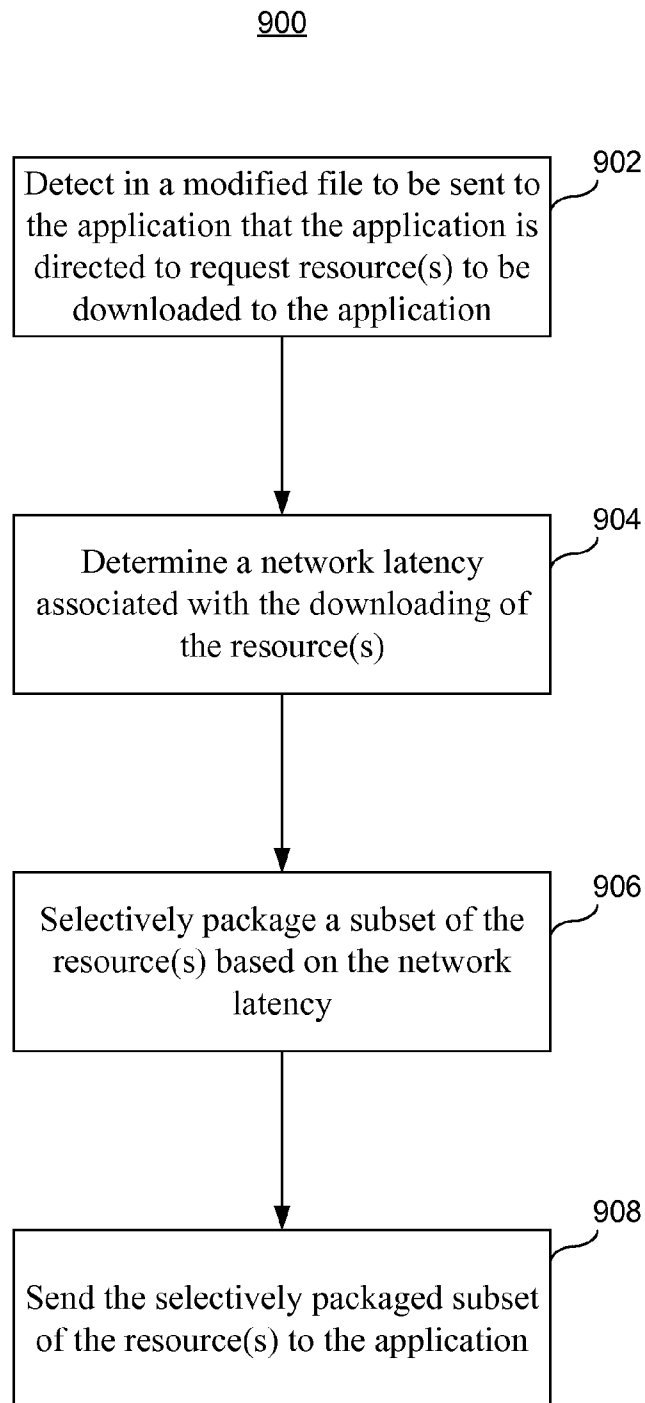 900
902
Detect in a modified file to be sent to
the application that the application is
directed to request resource(s) to be
downloaded to the application
904
Determine a network latency
associated with the downloading of
the resource(s)
906
Selectively package a subset of the
resource(s) based on the network
latency
908
Send the selectively packaged subset
of the resource(s) to the application